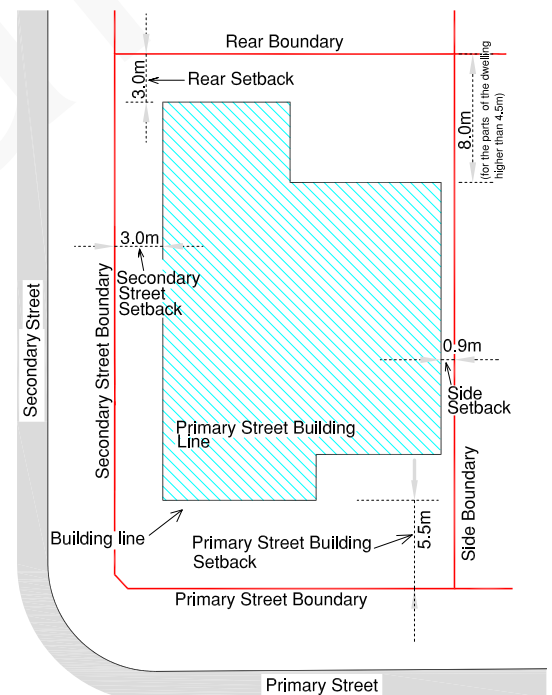 Rear Boundary
3.0m
Rear Setback
8.0m
(for the parts of the dwelling
higher than 4.5m)
3.0m
Secondary
Street
Setback
Secondary Street
Secondary Street Boundary
0.9m
Side
Setback
Primary Street Building
Line
Building line
Primary Street Building
Setback
5.5m
Side Boundary
Primary Street Boundary
Primary Street